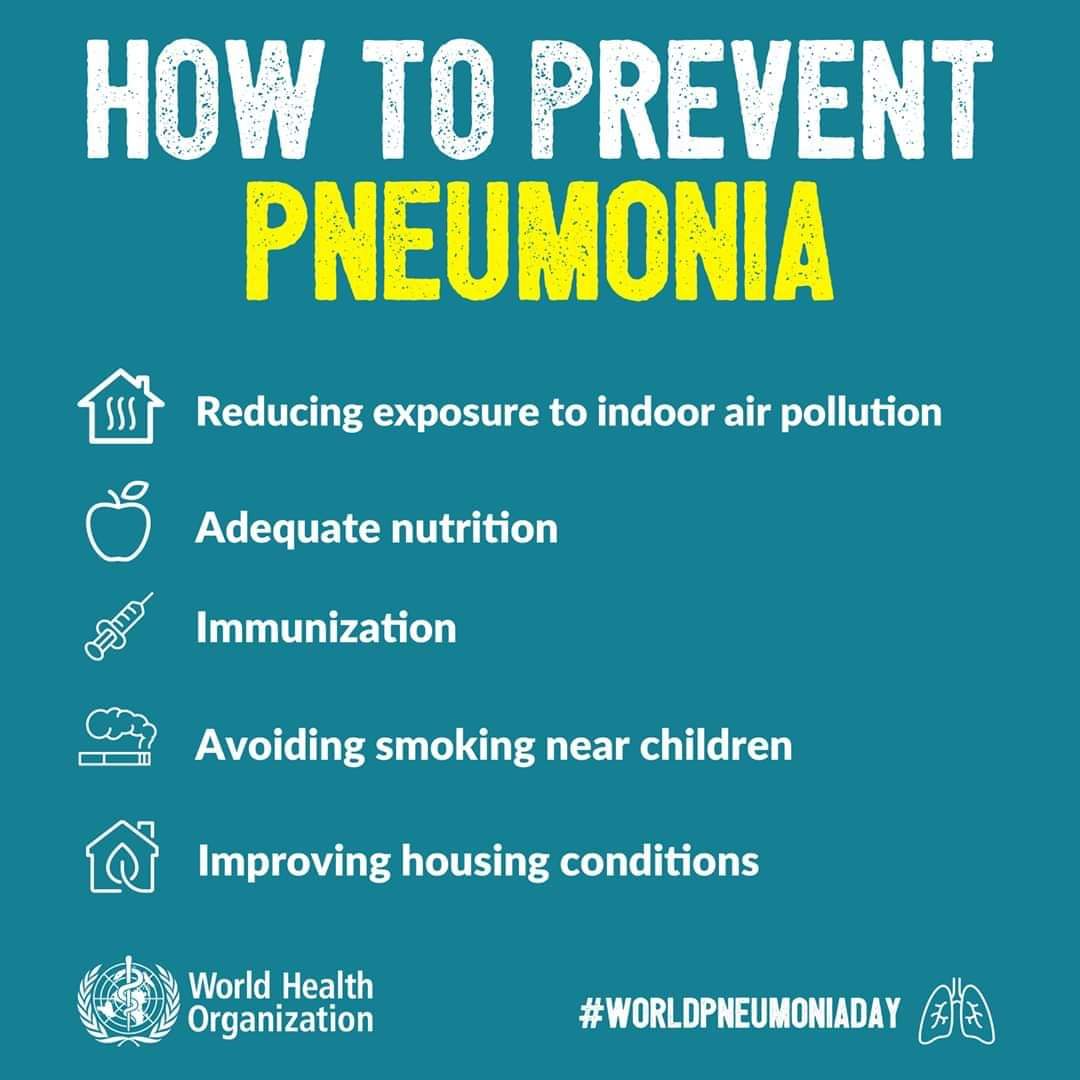 HOW TO PREVENT
PNEUMONIA
Reducing exposure to indoor air pollution
Adequate nutrition
Immunization
Avoiding smoking near children
Improving housing conditions
World Health
Organization
#WORLDPNEUMONIADAY